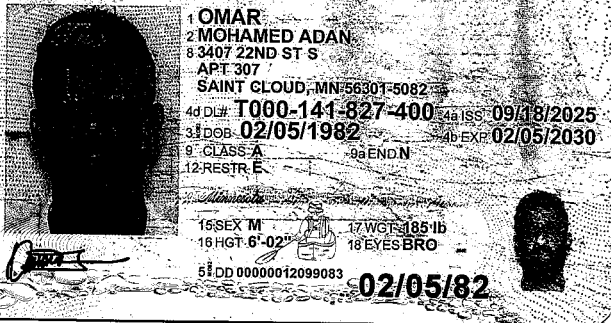 1 OMAR
2 MOHAMED ADAN
8 3407 22ND ST S
APT 307
SAINT CLOUD, MN 56301-5082
4d DL# T000-141-827-400 4a ISS 09/18/2025
3 DOB 02/05/1982 4b EXP 02/05/2030
9 CLASS A 9a END N
12 RESTR E
Minnesota
15 SEX M 17 WGT 185 lb
16 HGT 6'-02" 18 EYES BRO
5 DD 00000012099083
02/05/82